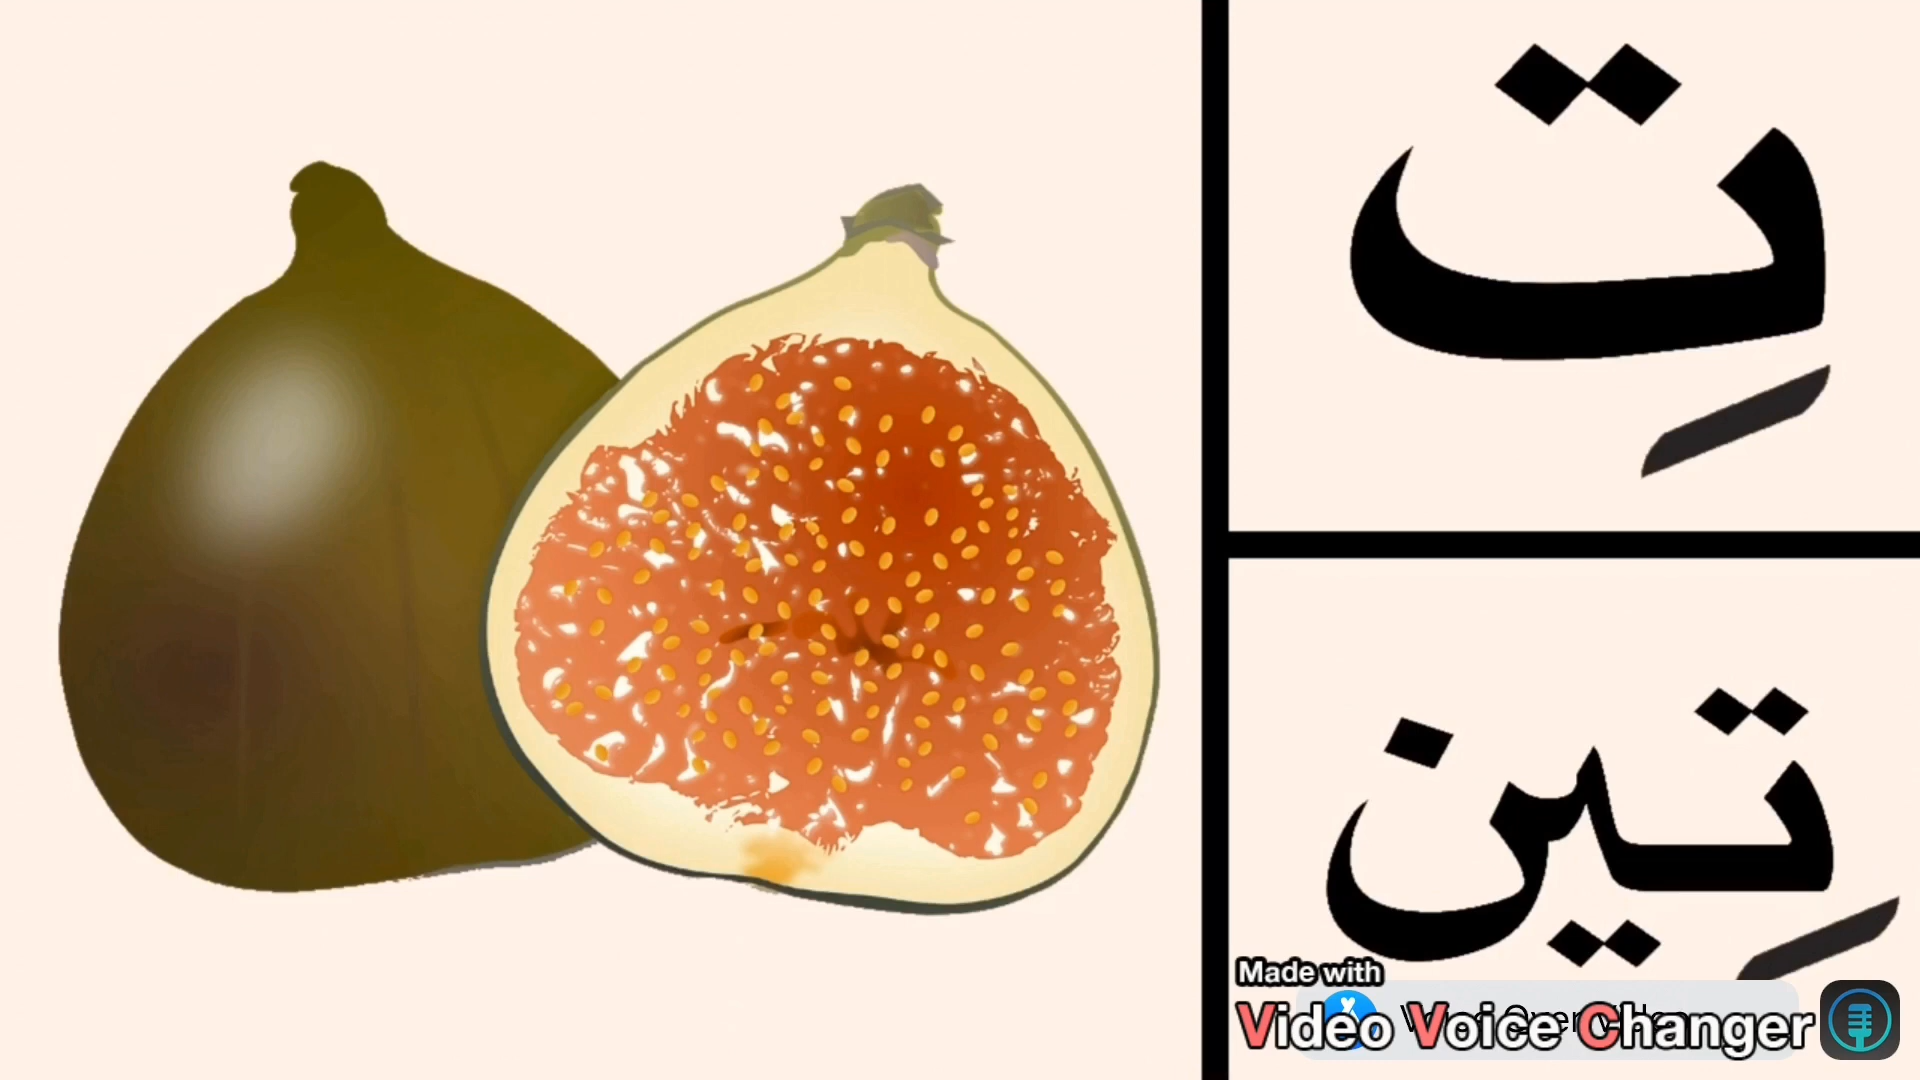 تِ
تِين
Made with
Video Voice Changer